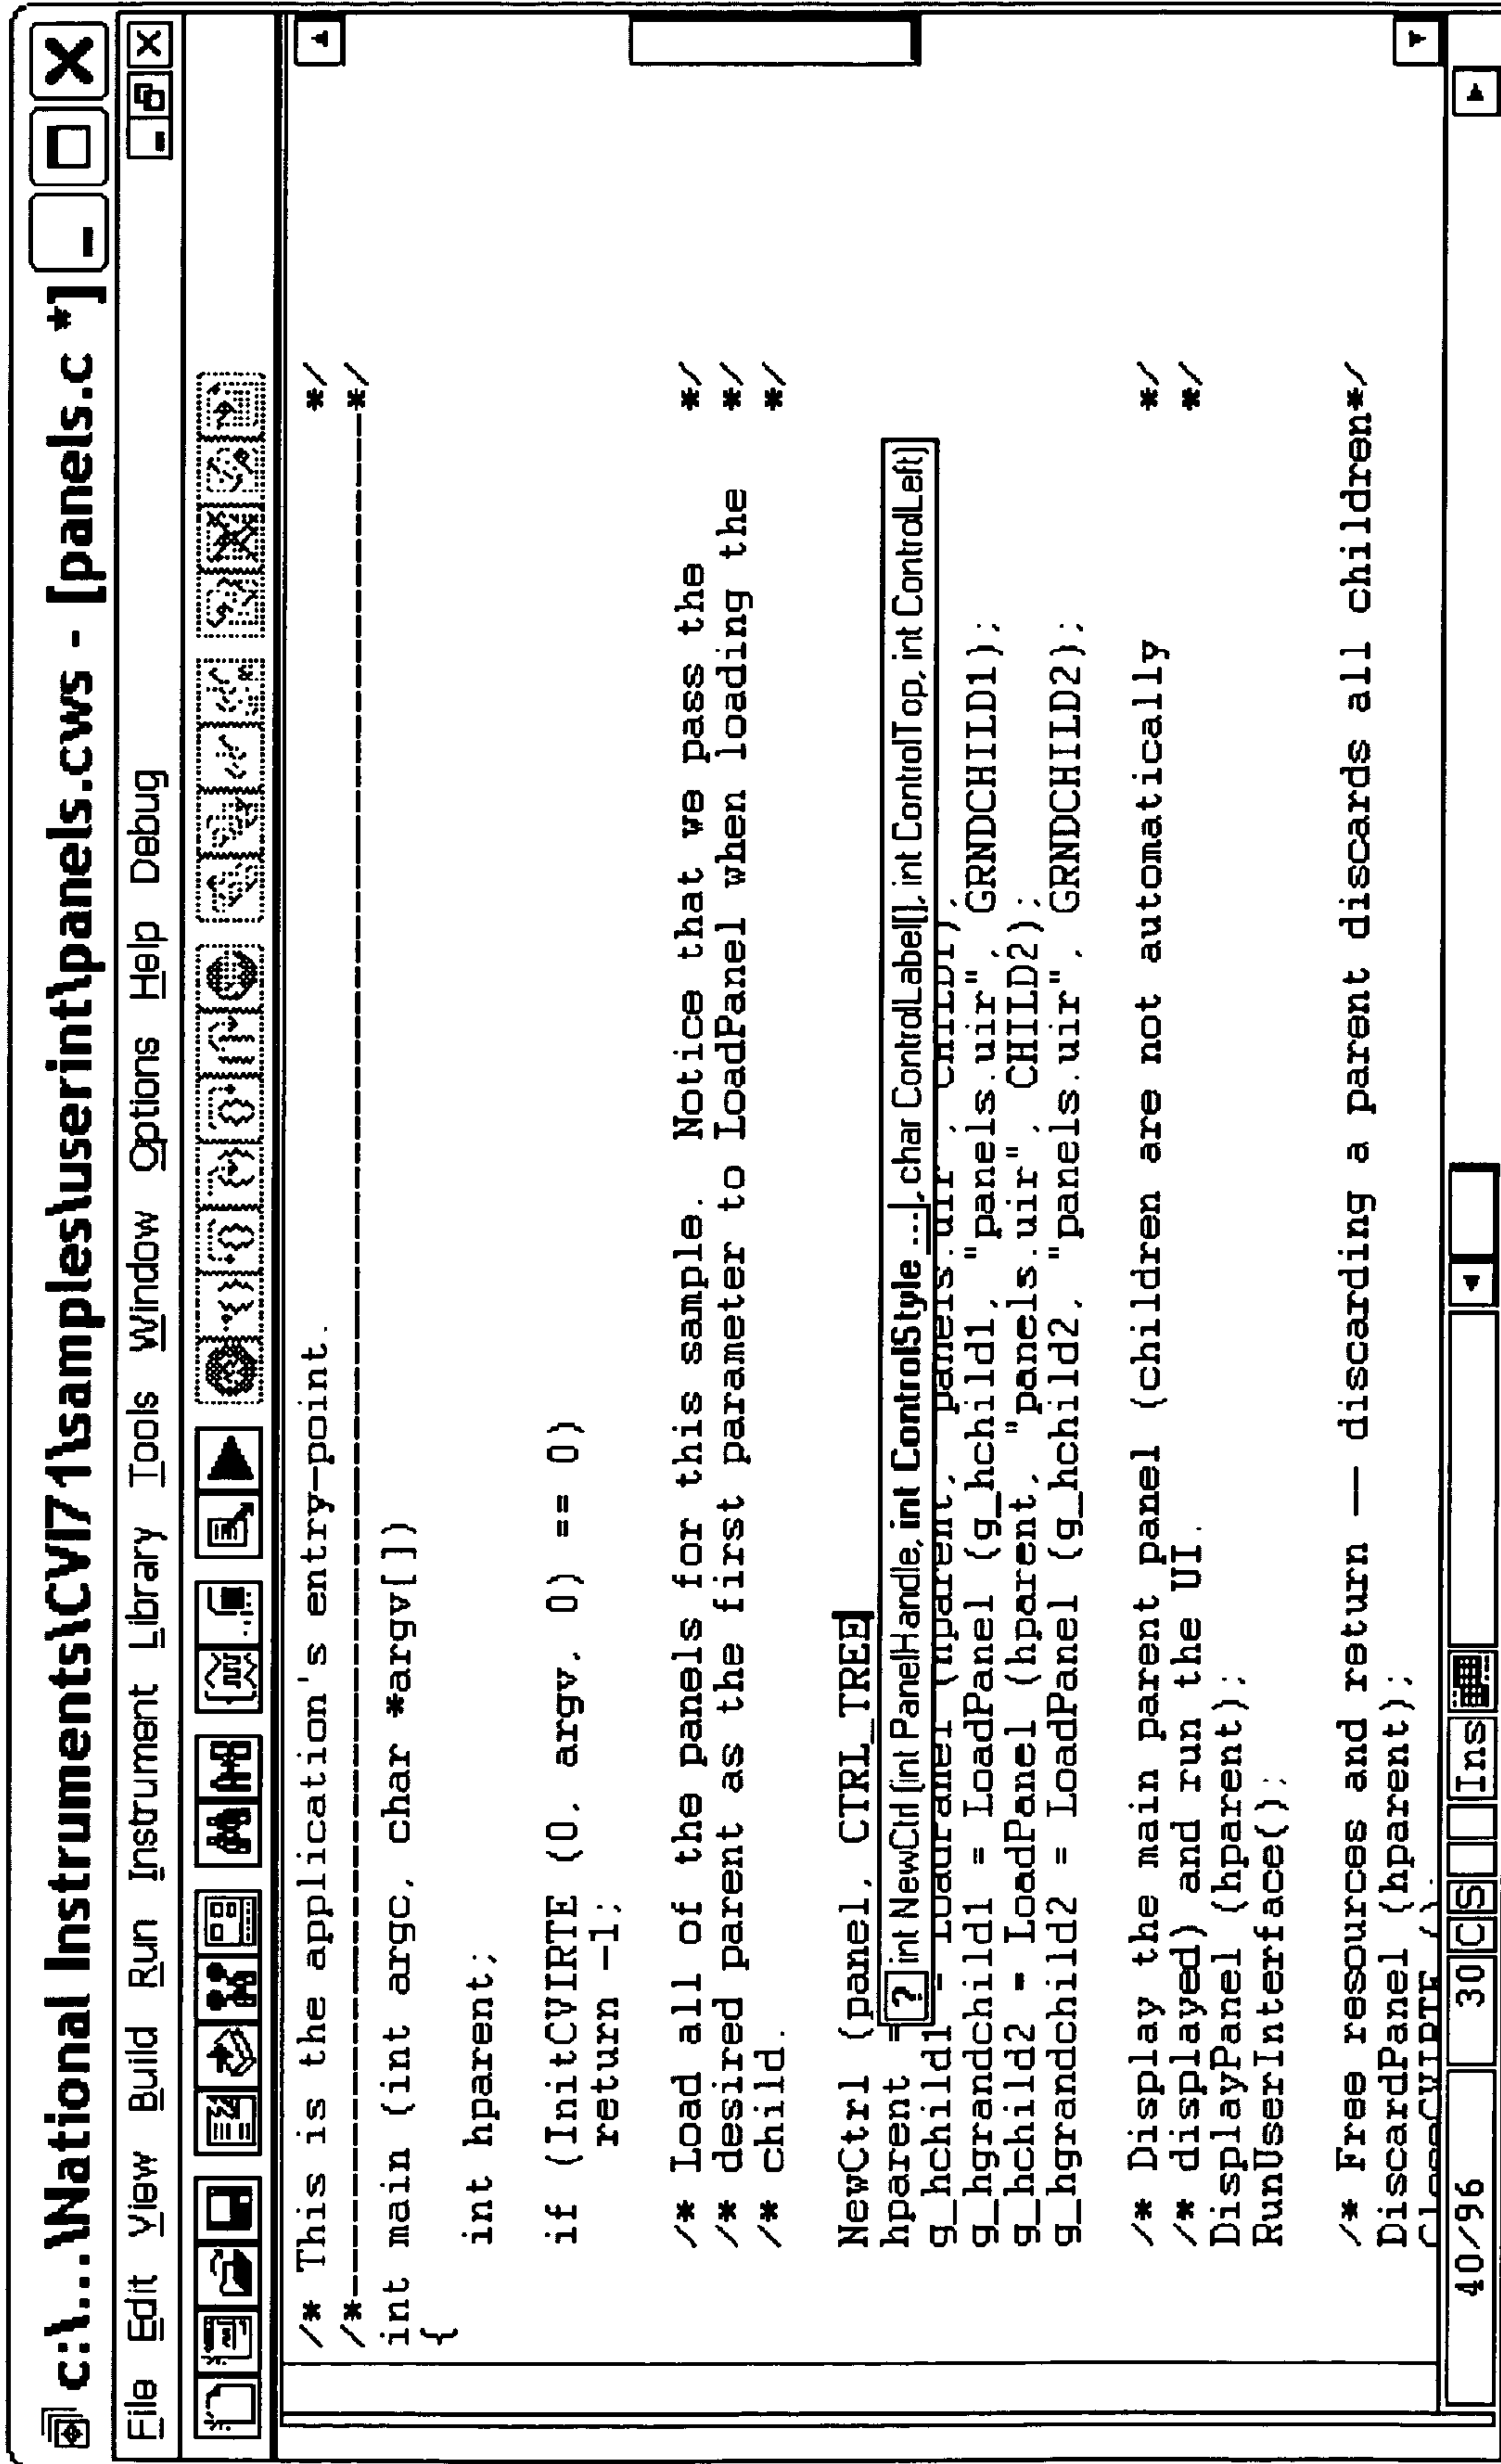 c:\...\National Instruments\CVI71\samples\userint\panels.cws - [panels.c *]
File Edit View Build Run Instrument Library Tools Window Options Help Debug
/* This is the application's entry-point. */
/*----------------------------------------------------------------*/
int main (int argc, char *argv[])
{
int hparent;
if (InitCVIRTE (0, argv, 0) == 0)
return -1;
/* Load all of the panels for this sample. Notice that we pass the */
/* desired parent as the first parameter to LoadPanel when loading the */
/* child. */
NewCtrl (panel, CTRL_TREE
hparent =
? int NewCtrl (int PanelHandle, int ControlStyle ..., char ControlLabel[], int ControlTop, int ControlLeft)
g_hchild1 = LoadPanel (hparent, "panels.uir", CHILD1);
g_hgrandchild1 = LoadPanel (g_hchild1, "panels.uir", GRNDCHILD1);
g_hchild2 = LoadPanel (hparent, "panels.uir", CHILD2);
g_hgrandchild2 = LoadPanel (g_hchild2, "panels.uir", GRNDCHILD2);
/* Display the main parent panel (children are not automatically */
/* displayed) and run the UI. */
DisplayPanel (hparent);
RunUserInterface();
/* Free resources and return -- discarding a parent discards all children*/
DiscardPanel (hparent);
CloseCVIRTE ();
40/96 30 C S Ins